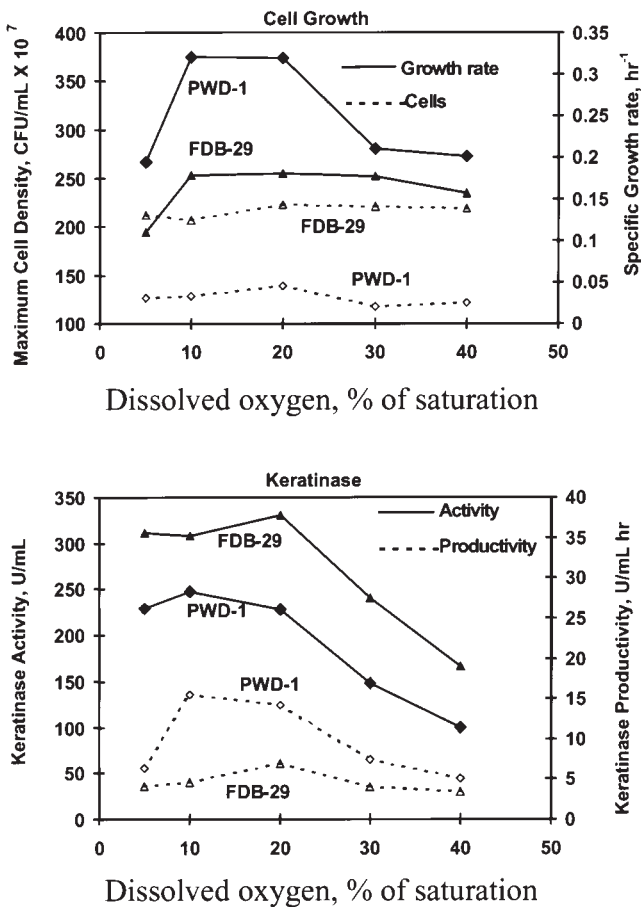 Cell Growth
Maximum Cell Density, CFU/mL X 10^7
400
350
300
250
200
150
100
PWD-1
FDB-29
FDB-29
PWD-1
Growth rate
Cells
0.35
0.3
0.25
0.2
0.15
0.1
0.05
0
Specific Growth rate, hr^-1
0 10 20 30 40 50
Dissolved oxygen, % of saturation
Keratinase
Keratinase Activity, U/mL
350
300
250
200
150
100
50
0
FDB-29
PWD-1
PWD-1
FDB-29
Activity
Productivity
40
35
30
25
20
15
10
5
0
Keratinase Productivity, U/mL hr
0 10 20 30 40 50
Dissolved oxygen, % of saturation